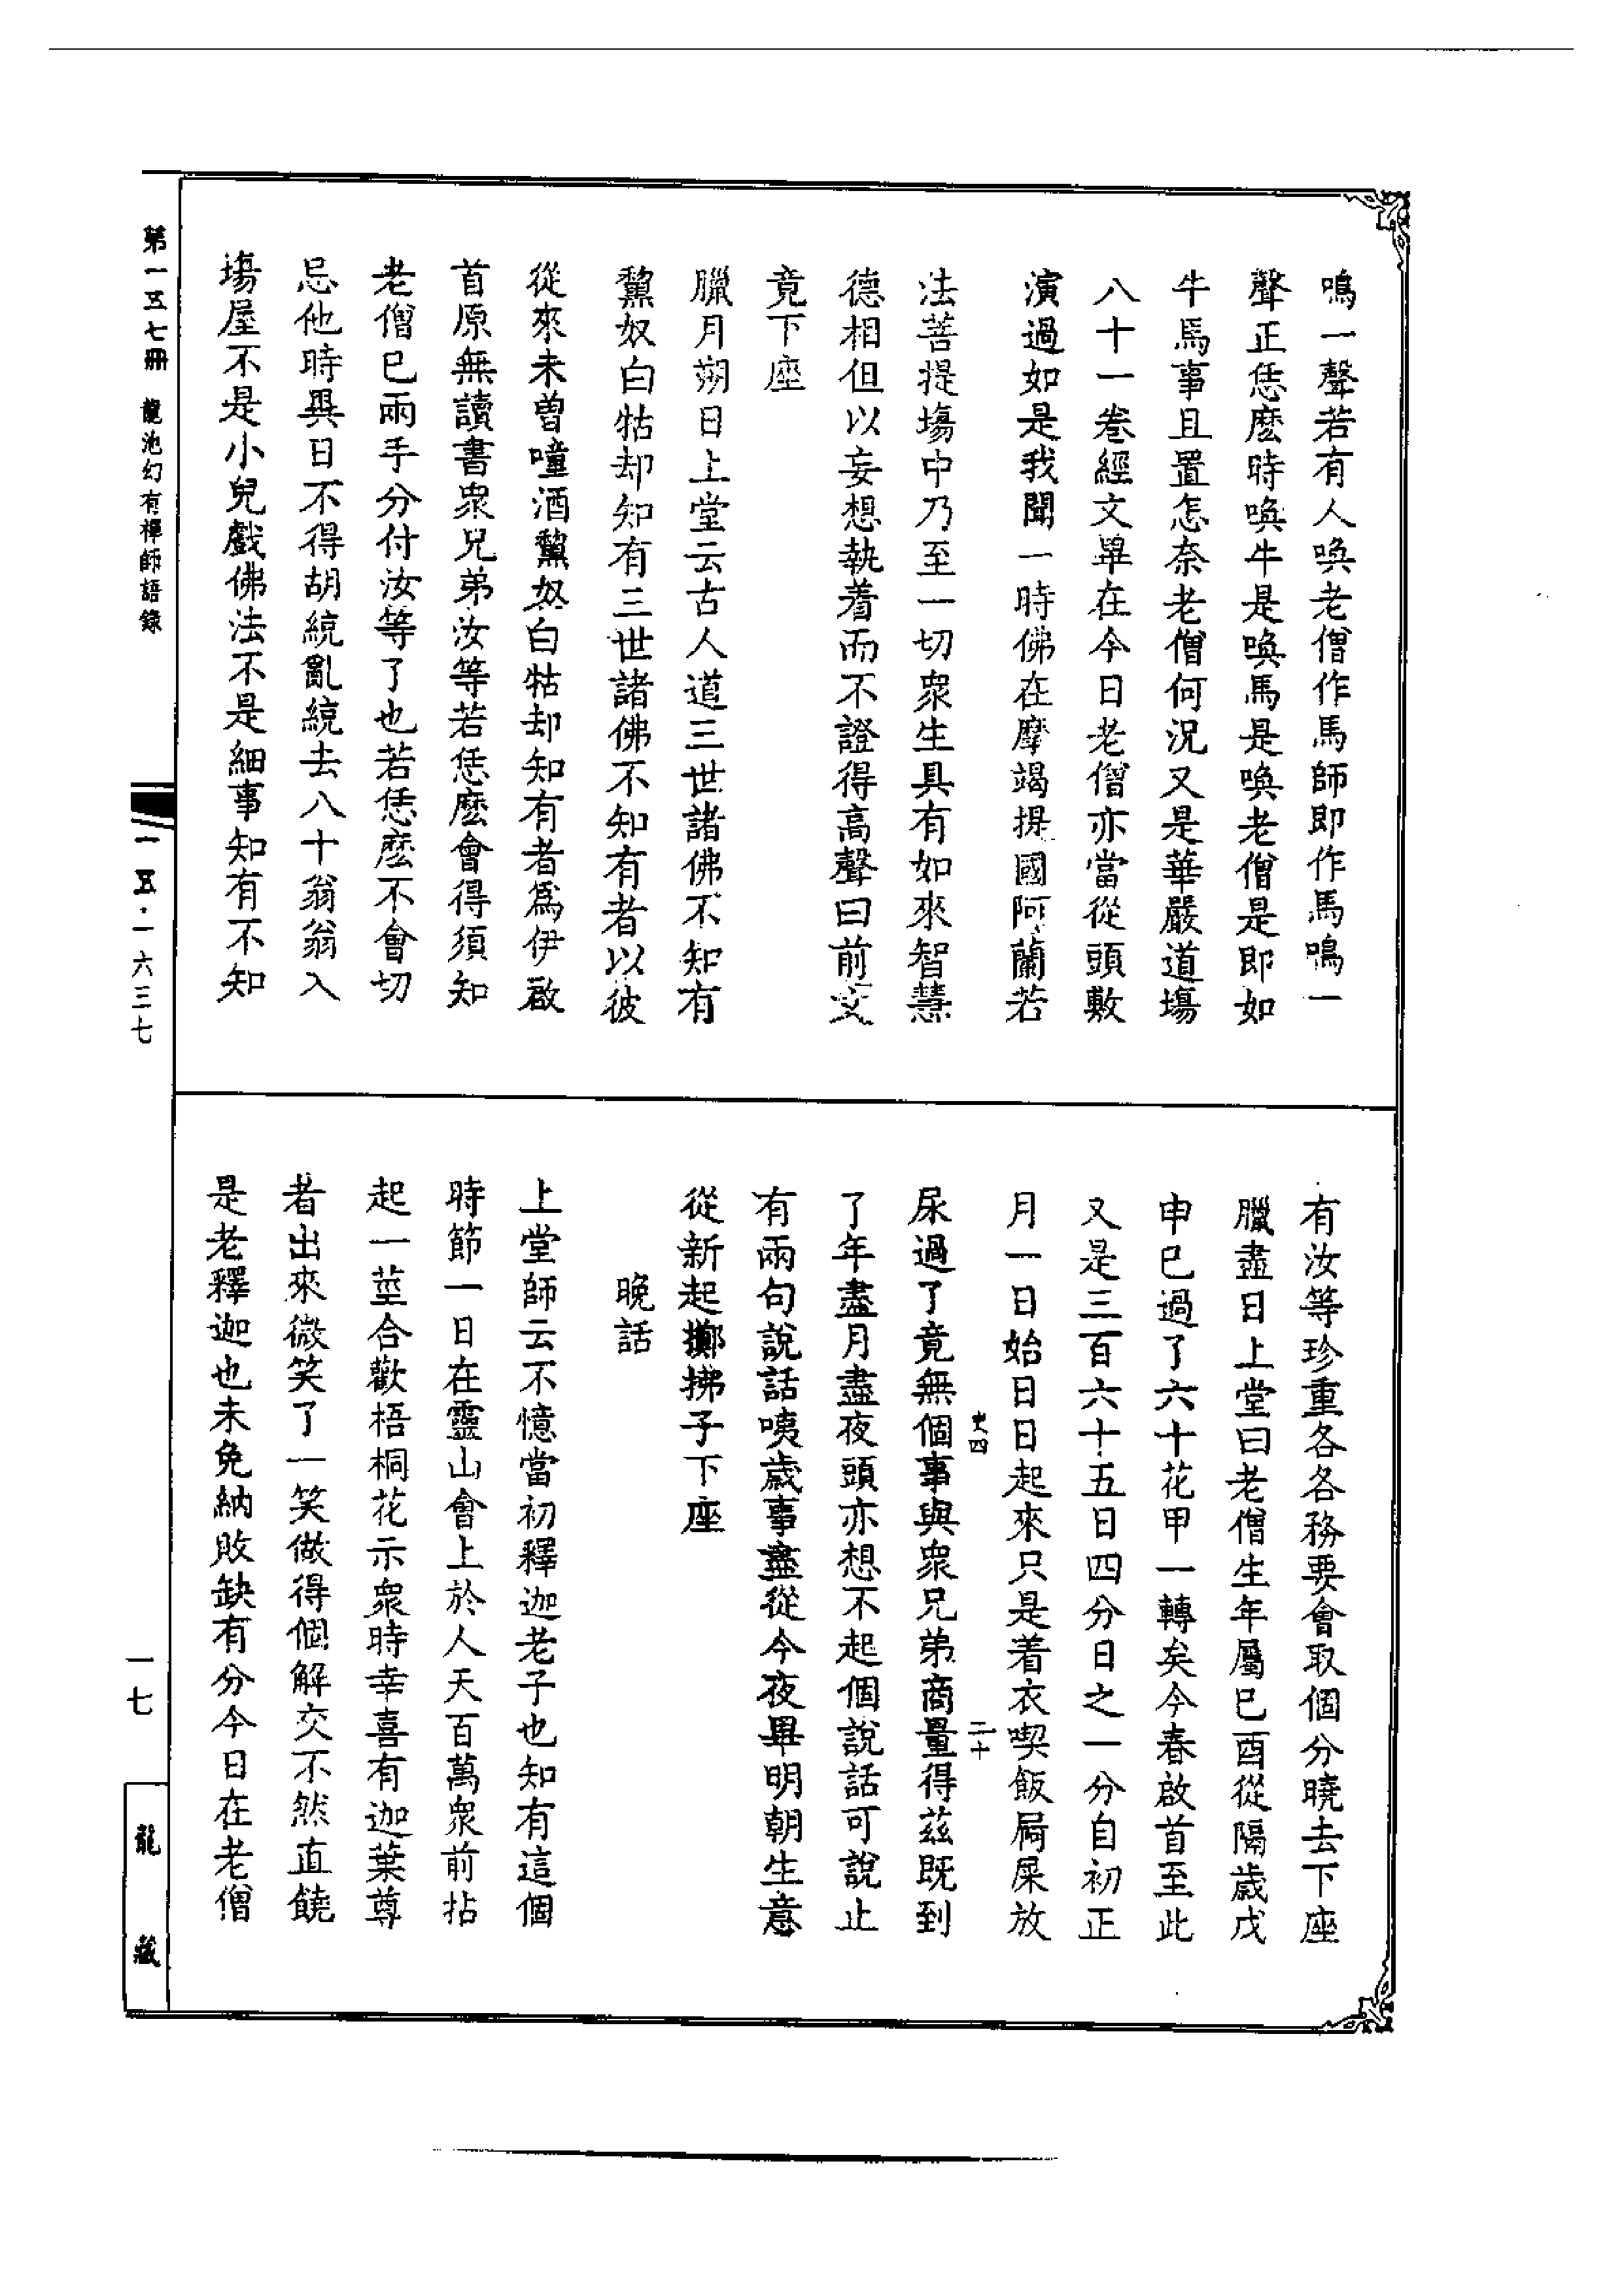 鳴一聲若有人喚老僧作馬師即作馬鳴一
聲正恁麼時喚牛是喚馬是喚老僧是即如
牛馬事且置怎奈老僧何況又是華嚴道場
八十一卷經文畢在今日老僧亦當從頭敷
演過如是我聞一時佛在摩竭提國阿蘭若
法菩提場中乃至一切衆生具有如來智慧
德相但以妄想執着而不證得高聲曰前文
竟下座
臘月朔日上堂云古人道三世諸佛不知有
黧奴白牯却知有三世諸佛不知有者以彼
從來未曾噇酒黧奴白牯却知有者爲伊啟
首原無讀書衆兄弟汝等若恁麼會得須知
老僧已兩手分付汝等了也若恁麼不會切
忌他時異日不得胡統亂統去八十翁翁入
場屋不是小兒戲佛法不是細事知有不知
有汝等珍重各各務要會取個分曉去下座
臘盡日上堂曰老僧生年屬己酉從隔歲戊
申已過了六十花甲一轉矣今春啟首至此
又是三百六十五日四分日之一分自初正
月一日始日日起來只是着衣喫飯屙屎放
尿過了竟無個事與衆兄弟商量得茲既到
了年盡月盡夜頭亦想不起個說話可說止
有兩句說話咦歲事盡從今夜畢明朝生意
從新起擲拂子下座
晚話
上堂師云不憶當初釋迦老子也知有這個
時節一日在靈山會上於人天百萬衆前拈
起一莖合歡梧桐花示衆時幸喜有迦葉尊
者出來微笑了一笑做得個解交不然直饒
是老釋迦也未免納敗缺有分今日在老僧
史四
二十
第一五七冊 龍池幻有禪師語錄
一五·一六三七
一七
龍藏